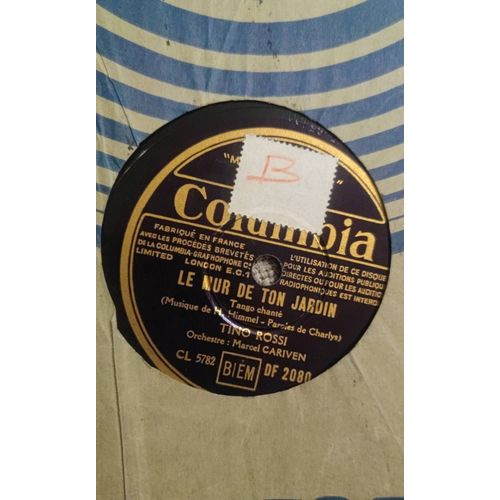 B
Columbia
FABRIQUÉ EN FRANCE
AVEC LES PROCÉDÉS BREVETÉS
DE LA COLUMBIA-GRAPHOPHONE C°
LIMITED LONDON E.C.1
L'UTILISATION DE CE DISQUE
POUR LES AUDITIONS PUBLIQU
DIRECTES OU POUR LES AUDITIO
RADIOPHONIQUES EST INTERD
LE MUR DE TON JARDIN
Tango chanté
(Musique de H. Himmel - Paroles de Charlys)
TINO ROSSI
Orchestre : Marcel CARIVEN
CL 5782 BIEM DF 2080